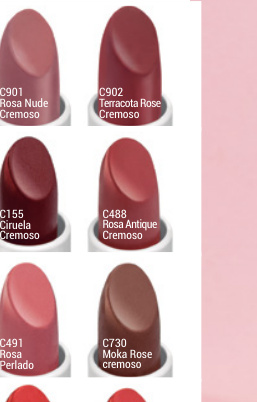 C901
Rosa Nude
Cremoso
C902
Terracota Rose
Cremoso
C155
Ciruela
Cremoso
C488
Rosa Antique
Cremoso
C491
Rosa
Perlado
C730
Moka Rose
cremoso